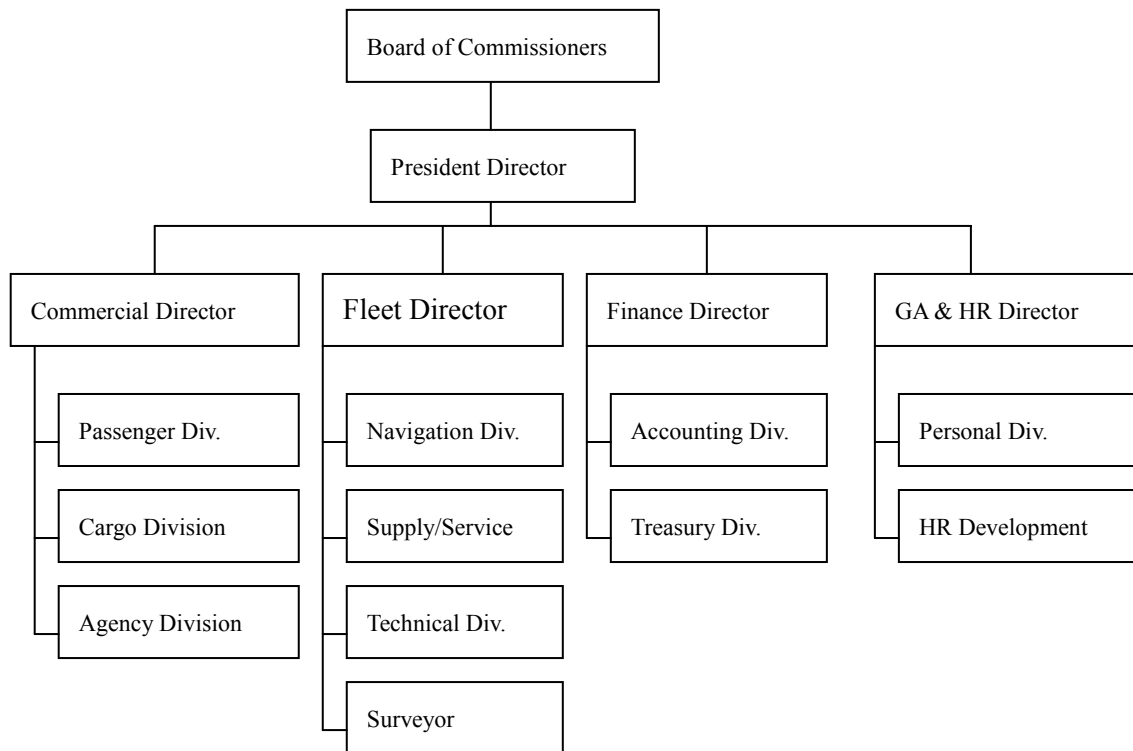 Board of Commissioners
President Director
Commercial Director
Fleet Director
Finance Director
GA & HR Director
Passenger Div.
Navigation Div.
Accounting Div.
Personal Div.
Cargo Division
Supply/Service
Treasury Div.
HR Development
Agency Division
Technical Div.
Surveyor